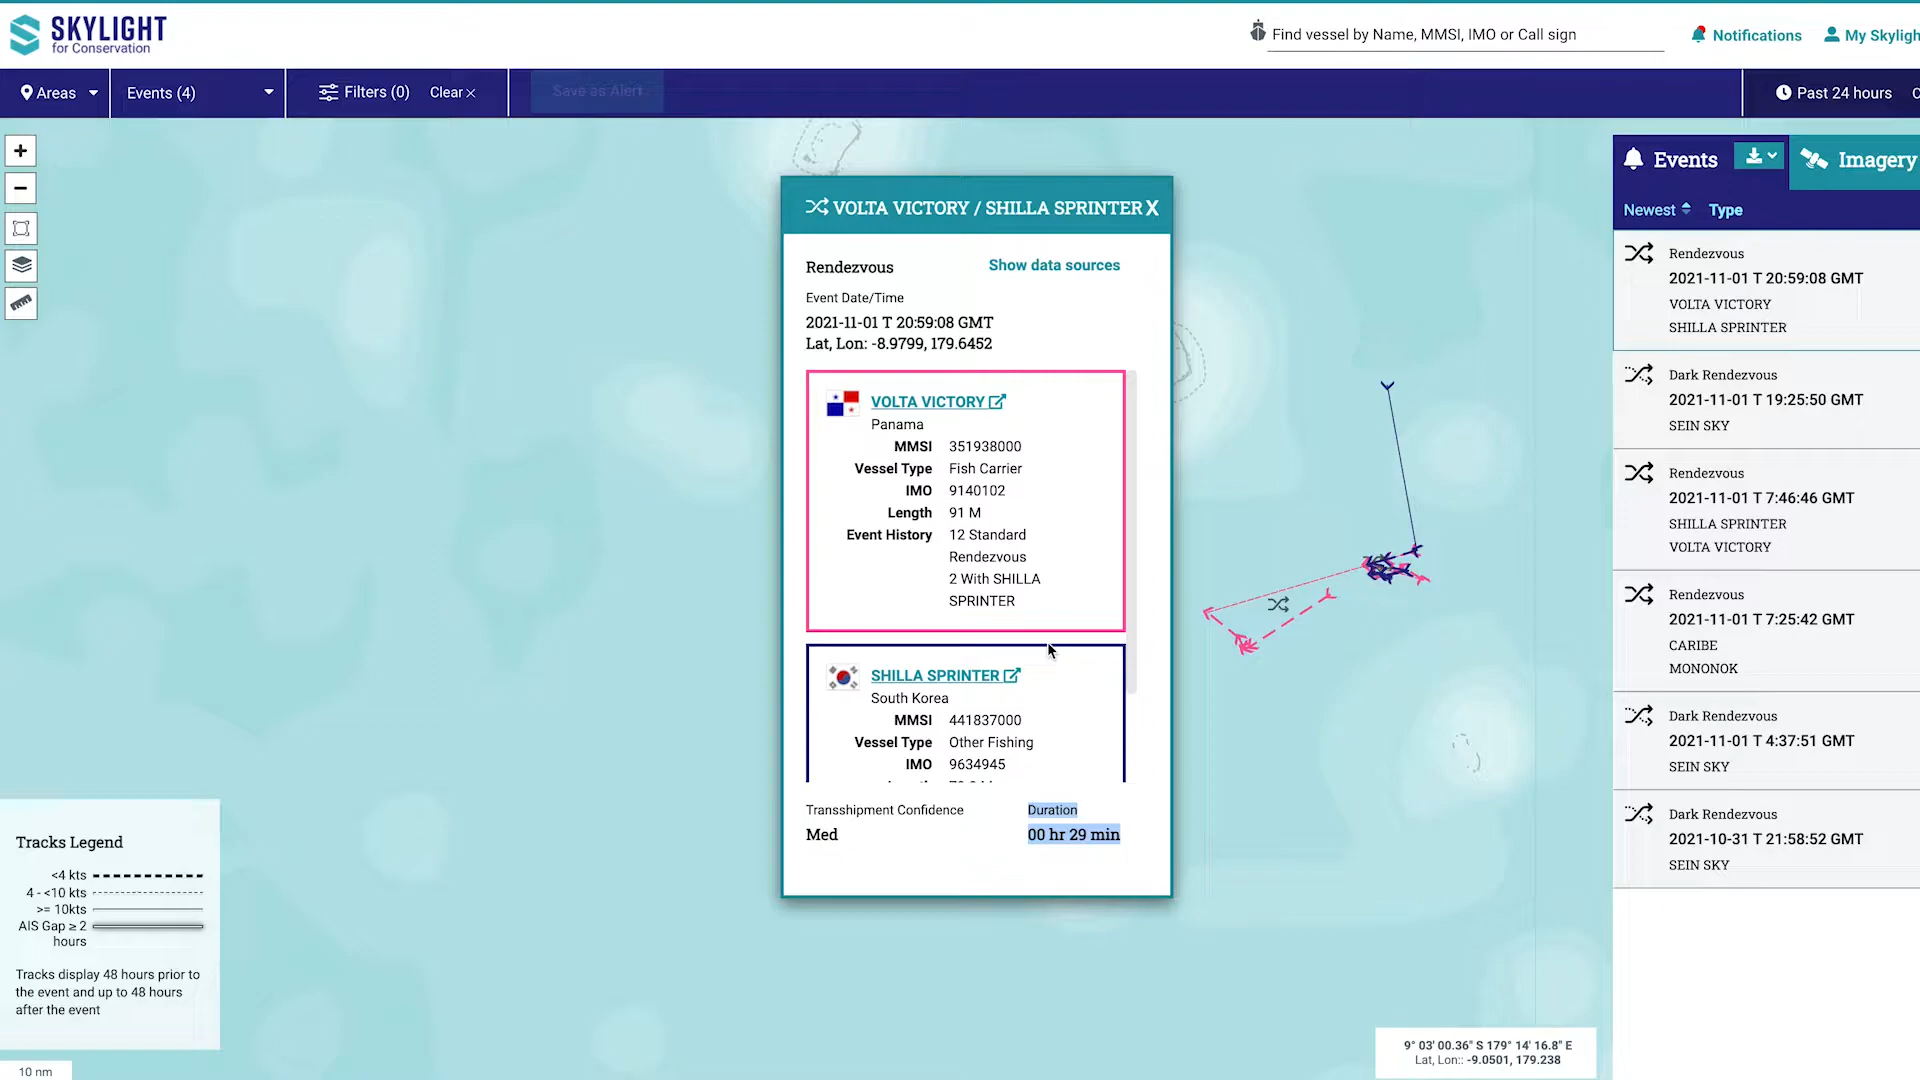 SKYLIGHT
for Conservation
Find vessel by Name, MMSI, IMO or Call sign
Notifications
My Skyligh
Areas
Events (4)
Filters (0)
Clear ×
Save as Alert
Past 24 hours
+
−
VOLTA VICTORY / SHILLA SPRINTER X
Rendezvous
Show data sources
Event Date/Time
2021-11-01 T 20:59:08 GMT
Lat, Lon: -8.9799, 179.6452
VOLTA VICTORY
Panama
MMSI 351938000
Vessel Type Fish Carrier
IMO 9140102
Length 91 M
Event History 12 Standard
Rendezvous
2 With SHILLA
SPRINTER
SHILLA SPRINTER
South Korea
MMSI 441837000
Vessel Type Other Fishing
IMO 9634945
Transshipment Confidence
Med
Duration
00 hr 29 min
Events
Imagery
Newest
Type
Rendezvous
2021-11-01 T 20:59:08 GMT
VOLTA VICTORY
SHILLA SPRINTER
Dark Rendezvous
2021-11-01 T 19:25:50 GMT
SEIN SKY
Rendezvous
2021-11-01 T 7:46:46 GMT
SHILLA SPRINTER
VOLTA VICTORY
Rendezvous
2021-11-01 T 7:25:42 GMT
CARIBE
MONONOK
Dark Rendezvous
2021-11-01 T 4:37:51 GMT
SEIN SKY
Dark Rendezvous
2021-10-31 T 21:58:52 GMT
SEIN SKY
Tracks Legend
<4 kts
4 - <10 kts
>= 10kts
AIS Gap ≥ 2
hours
Tracks display 48 hours prior to
the event and up to 48 hours
after the event
10 nm
9° 03' 00.36" S 179° 14' 16.8" E
Lat, Lon:: -9.0501, 179.238